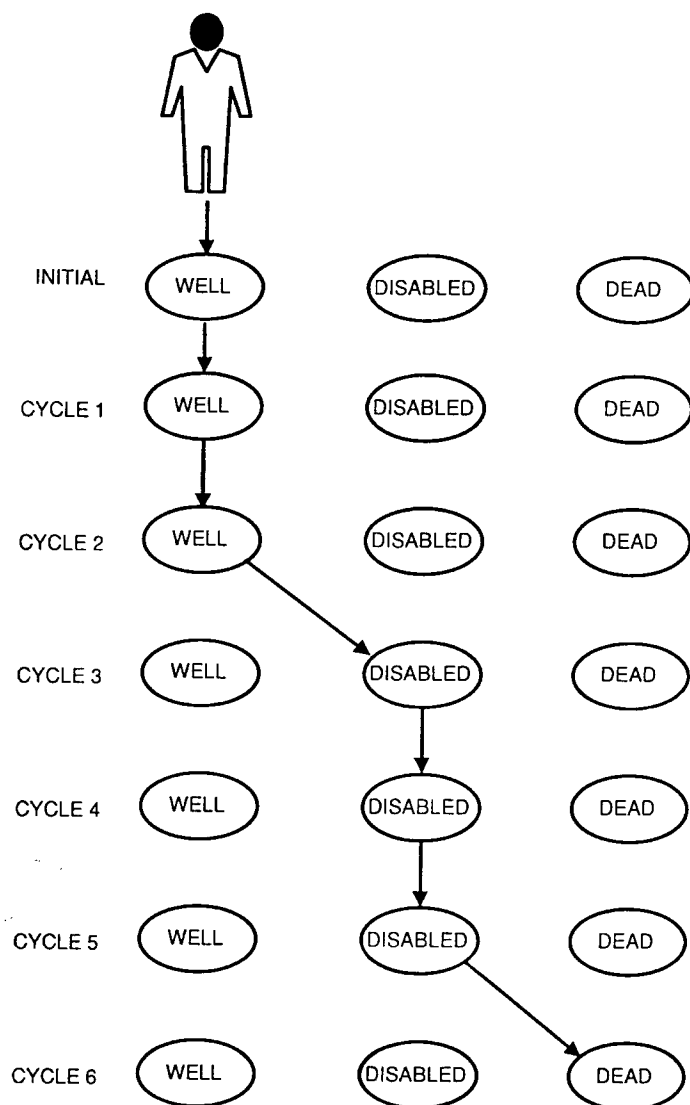 INITIAL WELL DISABLED DEAD
CYCLE 1 WELL DISABLED DEAD
CYCLE 2 WELL DISABLED DEAD
CYCLE 3 WELL DISABLED DEAD
CYCLE 4 WELL DISABLED DEAD
CYCLE 5 WELL DISABLED DEAD
CYCLE 6 WELL DISABLED DEAD